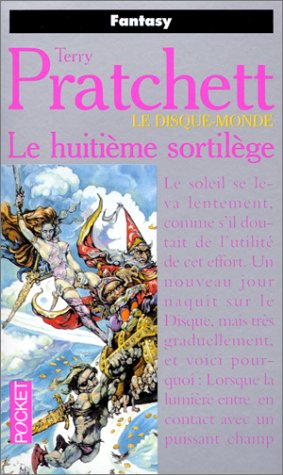 Fantasy
Terry
Pratchett
LE DISQUE-MONDE
Le huitième sortilège
Le soleil se le-
va lentement,
comme s'il dou-
tait de l'utilité
de cet effort. Un
nouveau jour
naquit sur le
Disque, mais très
graduellement,
et voici pour-
quoi : Lorsque la
lumière entre en
contact avec un
puissant champ
POCKET